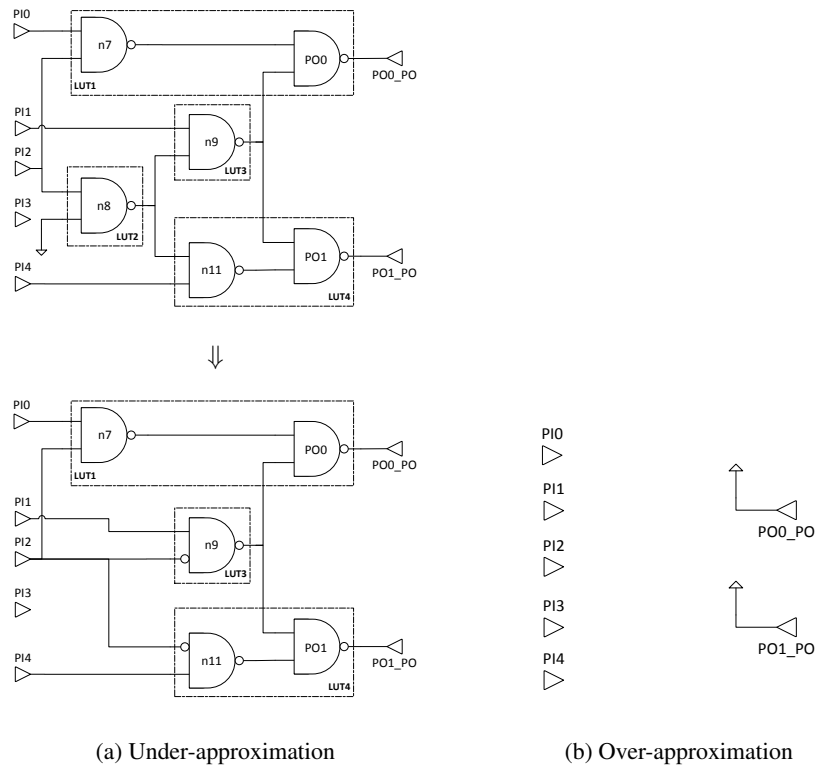 PI0
n7
PO0
PO0_PO
LUT1
PI1
n9
PI2
LUT3
n8
PI3
LUT2
n11
PO1
PO1_PO
PI4
LUT4
⇓
PI0
n7
PO0
PO0_PO
LUT1
PI1
n9
PI2
LUT3
PI3
n11
PO1
PO1_PO
PI4
LUT4
PI0
PI1
PO0_PO
PI2
PI3
PO1_PO
PI4
(a) Under-approximation
(b) Over-approximation